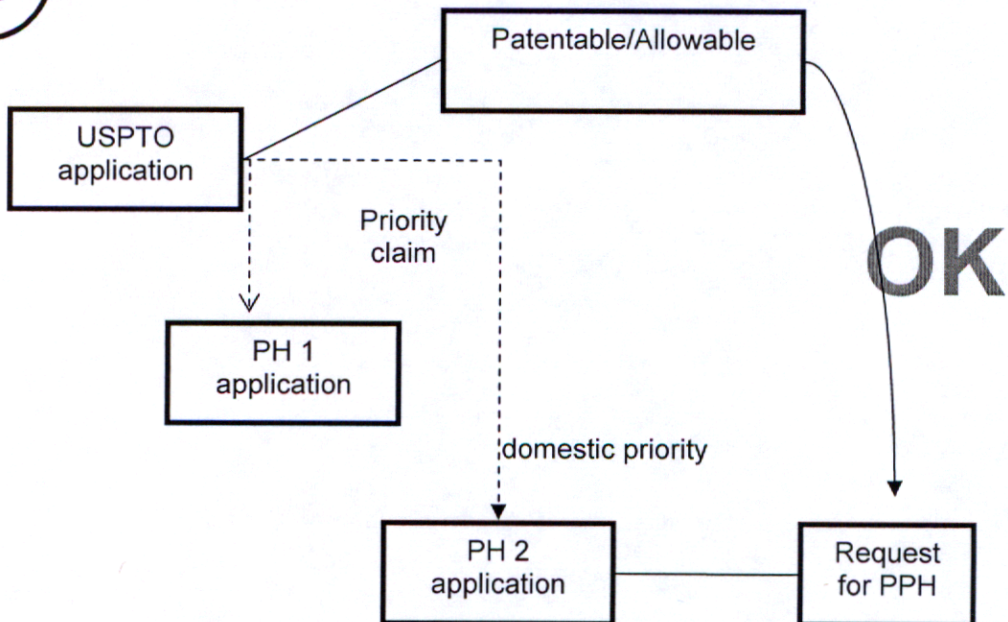 Patentable/Allowable
USPTO
application
Priority
claim
OK
PH 1
application
domestic priority
PH 2
application
Request
for PPH